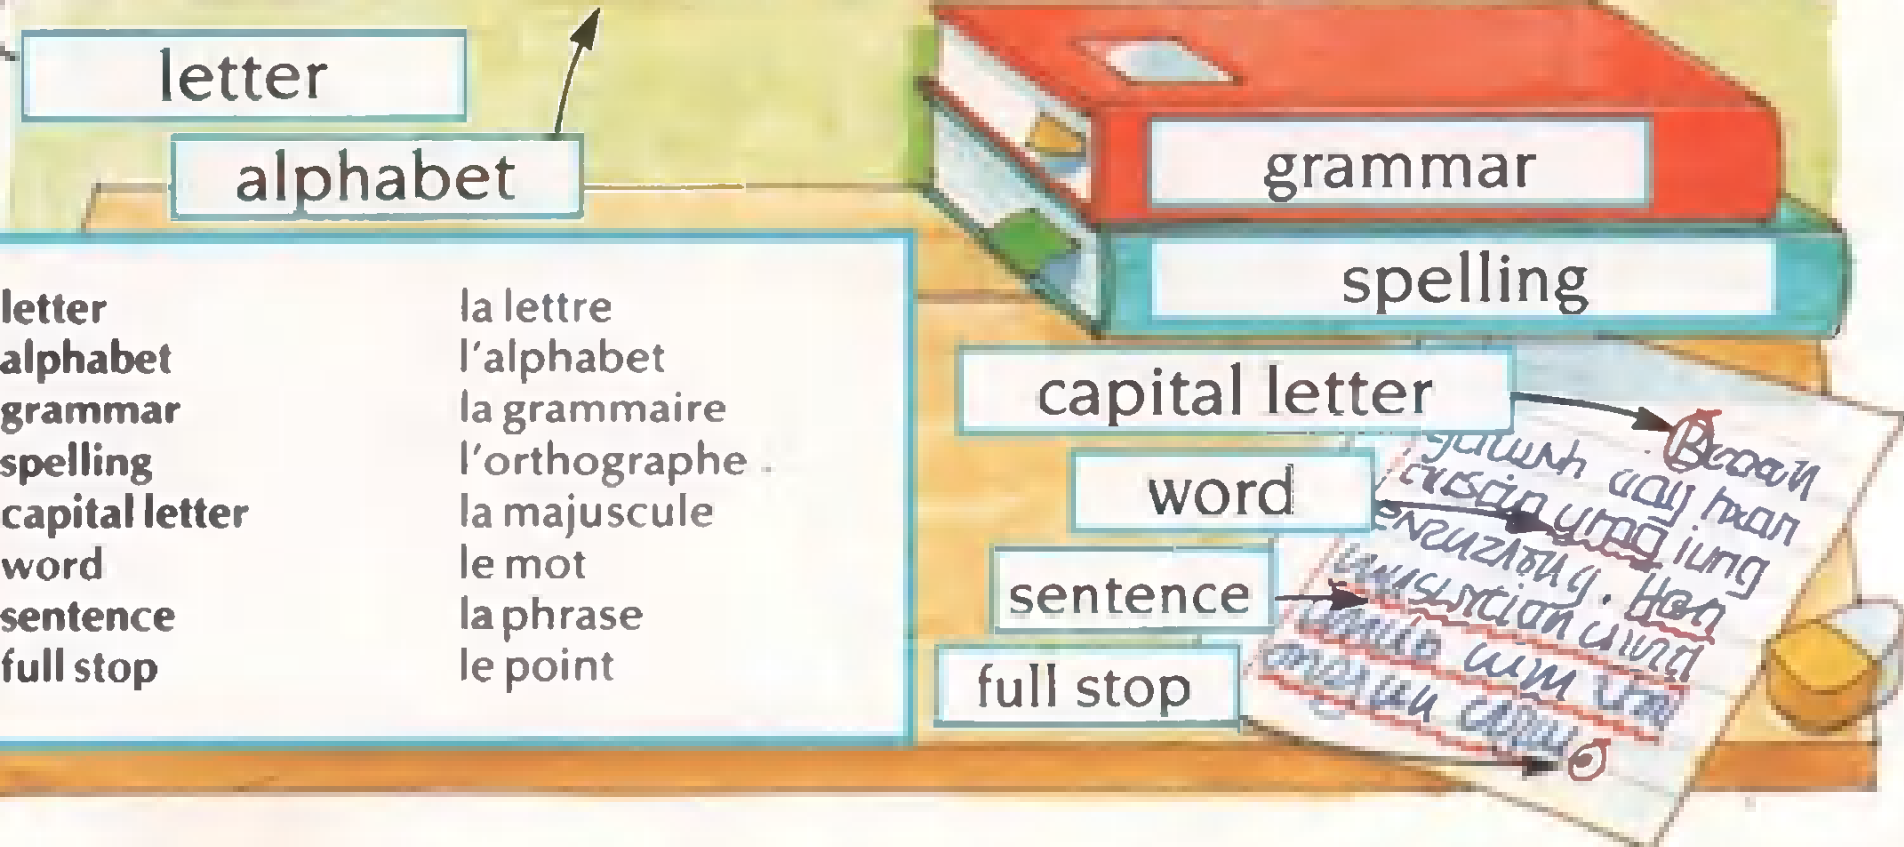 letter
alphabet
grammar
spelling
letter la lettre
alphabet l'alphabet
grammar la grammaire
spelling l'orthographe
capital letter la majuscule
word le mot
sentence la phrase
full stop le point
capital letter
word
sentence
full stop